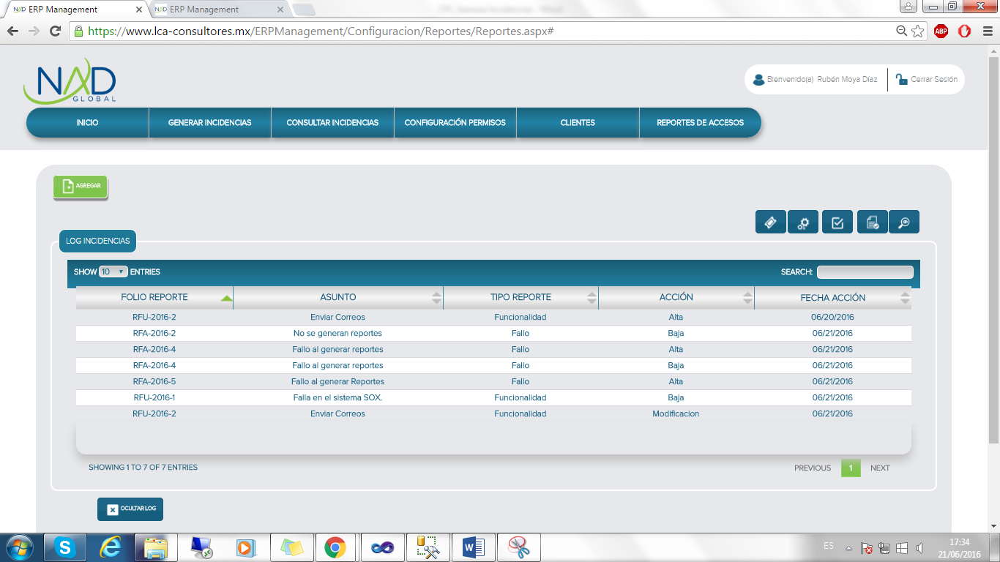 NAD ERP Management
NAD ERP Management
https://www.lca-consultores.mx/ERPManagement/Configuracion/Reportes/Reportes.aspx#
ABP
NAD
GLOBAL
Bienvenido(a) Rubén Moya Díaz
Cerrar Sesión
INICIO
GENERAR INCIDENCIAS
CONSULTAR INCIDENCIAS
CONFIGURACIÓN PERMISOS
CLIENTES
REPORTES DE ACCESOS
AGREGAR
LOG INCIDENCIAS
SHOW 10 ENTRIES
SEARCH:
FOLIO REPORTE ASUNTO TIPO REPORTE ACCIÓN FECHA ACCIÓN
RFU-2016-2 Enviar Correos Funcionalidad Alta 06/20/2016
RFA-2016-2 No se generan reportes Fallo Baja 06/21/2016
RFA-2016-4 Fallo al generar reportes Fallo Alta 06/21/2016
RFA-2016-4 Fallo al generar reportes Fallo Baja 06/21/2016
RFA-2016-5 Fallo al generar Reportes Fallo Alta 06/21/2016
RFU-2016-1 Falla en el sistema SOX. Funcionalidad Baja 06/21/2016
RFU-2016-2 Enviar Correos Funcionalidad Modificacion 06/21/2016
SHOWING 1 TO 7 OF 7 ENTRIES
PREVIOUS 1 NEXT
OCULTAR LOG
ES
17:34
21/06/2016